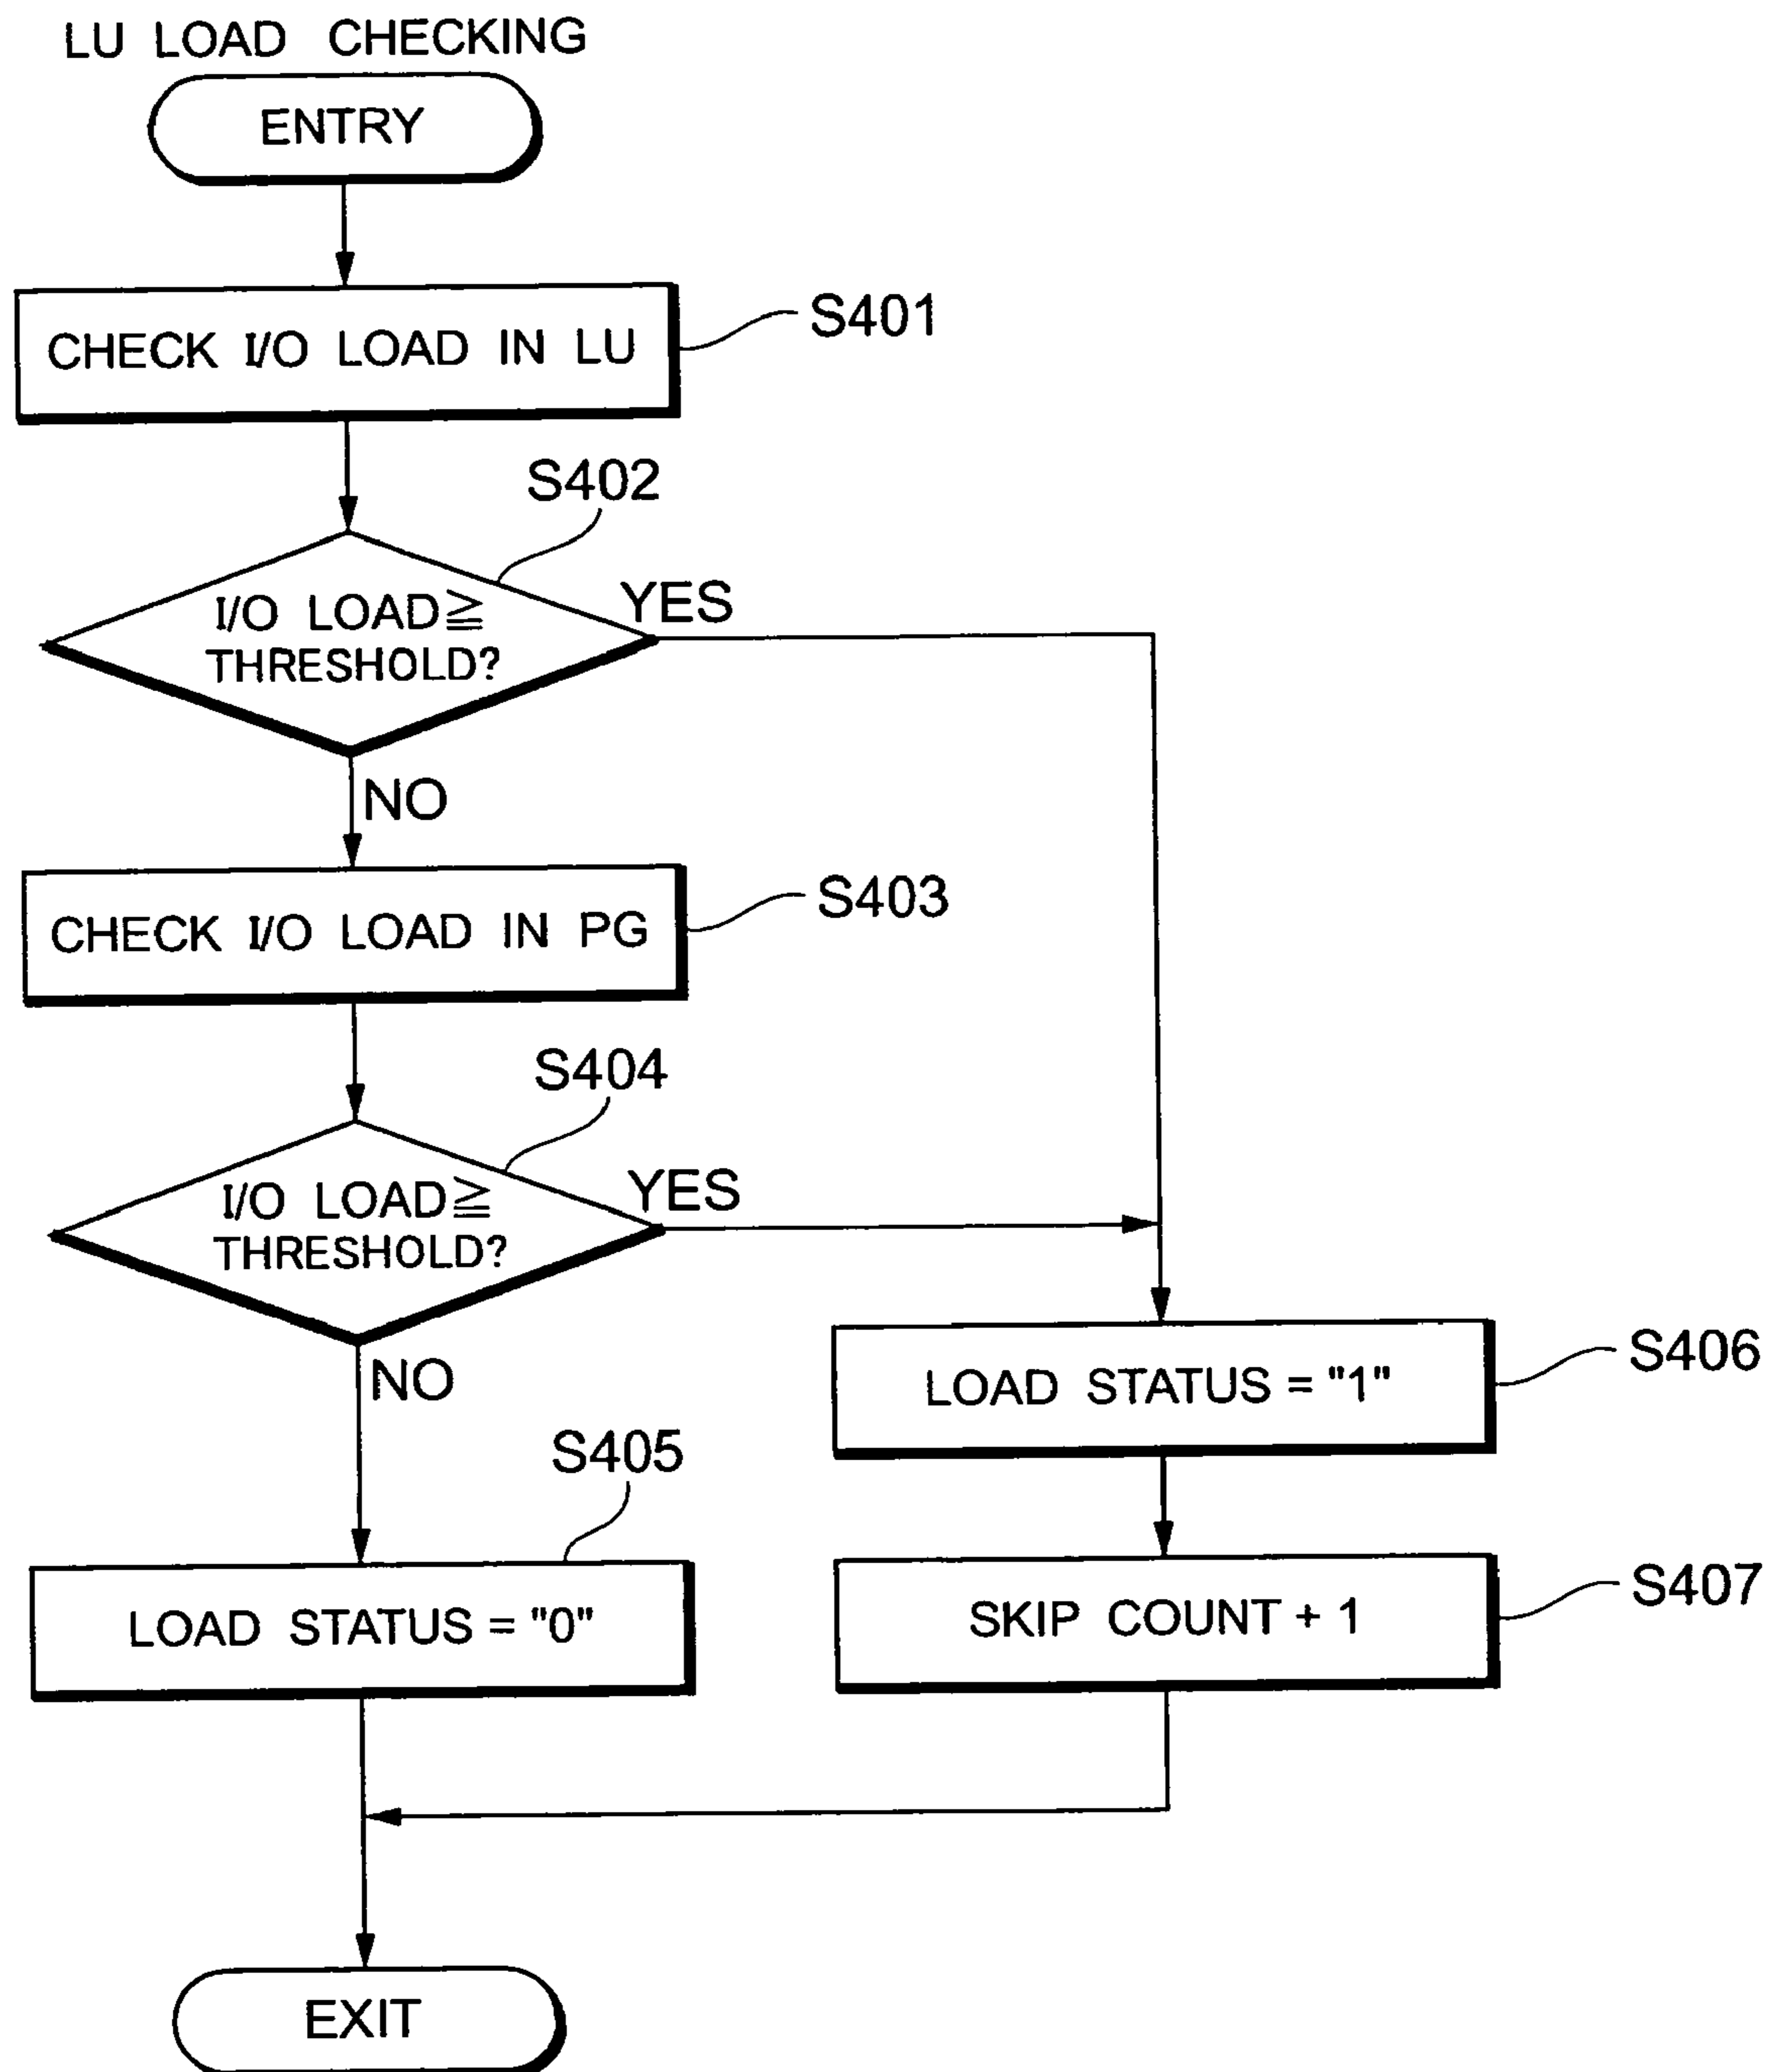 LU LOAD CHECKING
ENTRY
CHECK I/O LOAD IN LU
S401
S402
I/O LOAD≧
THRESHOLD?
YES
NO
CHECK I/O LOAD IN PG
S403
S404
I/O LOAD≧
THRESHOLD?
YES
NO
LOAD STATUS = "1"
S406
S405
LOAD STATUS = "0"
SKIP COUNT + 1
S407
EXIT